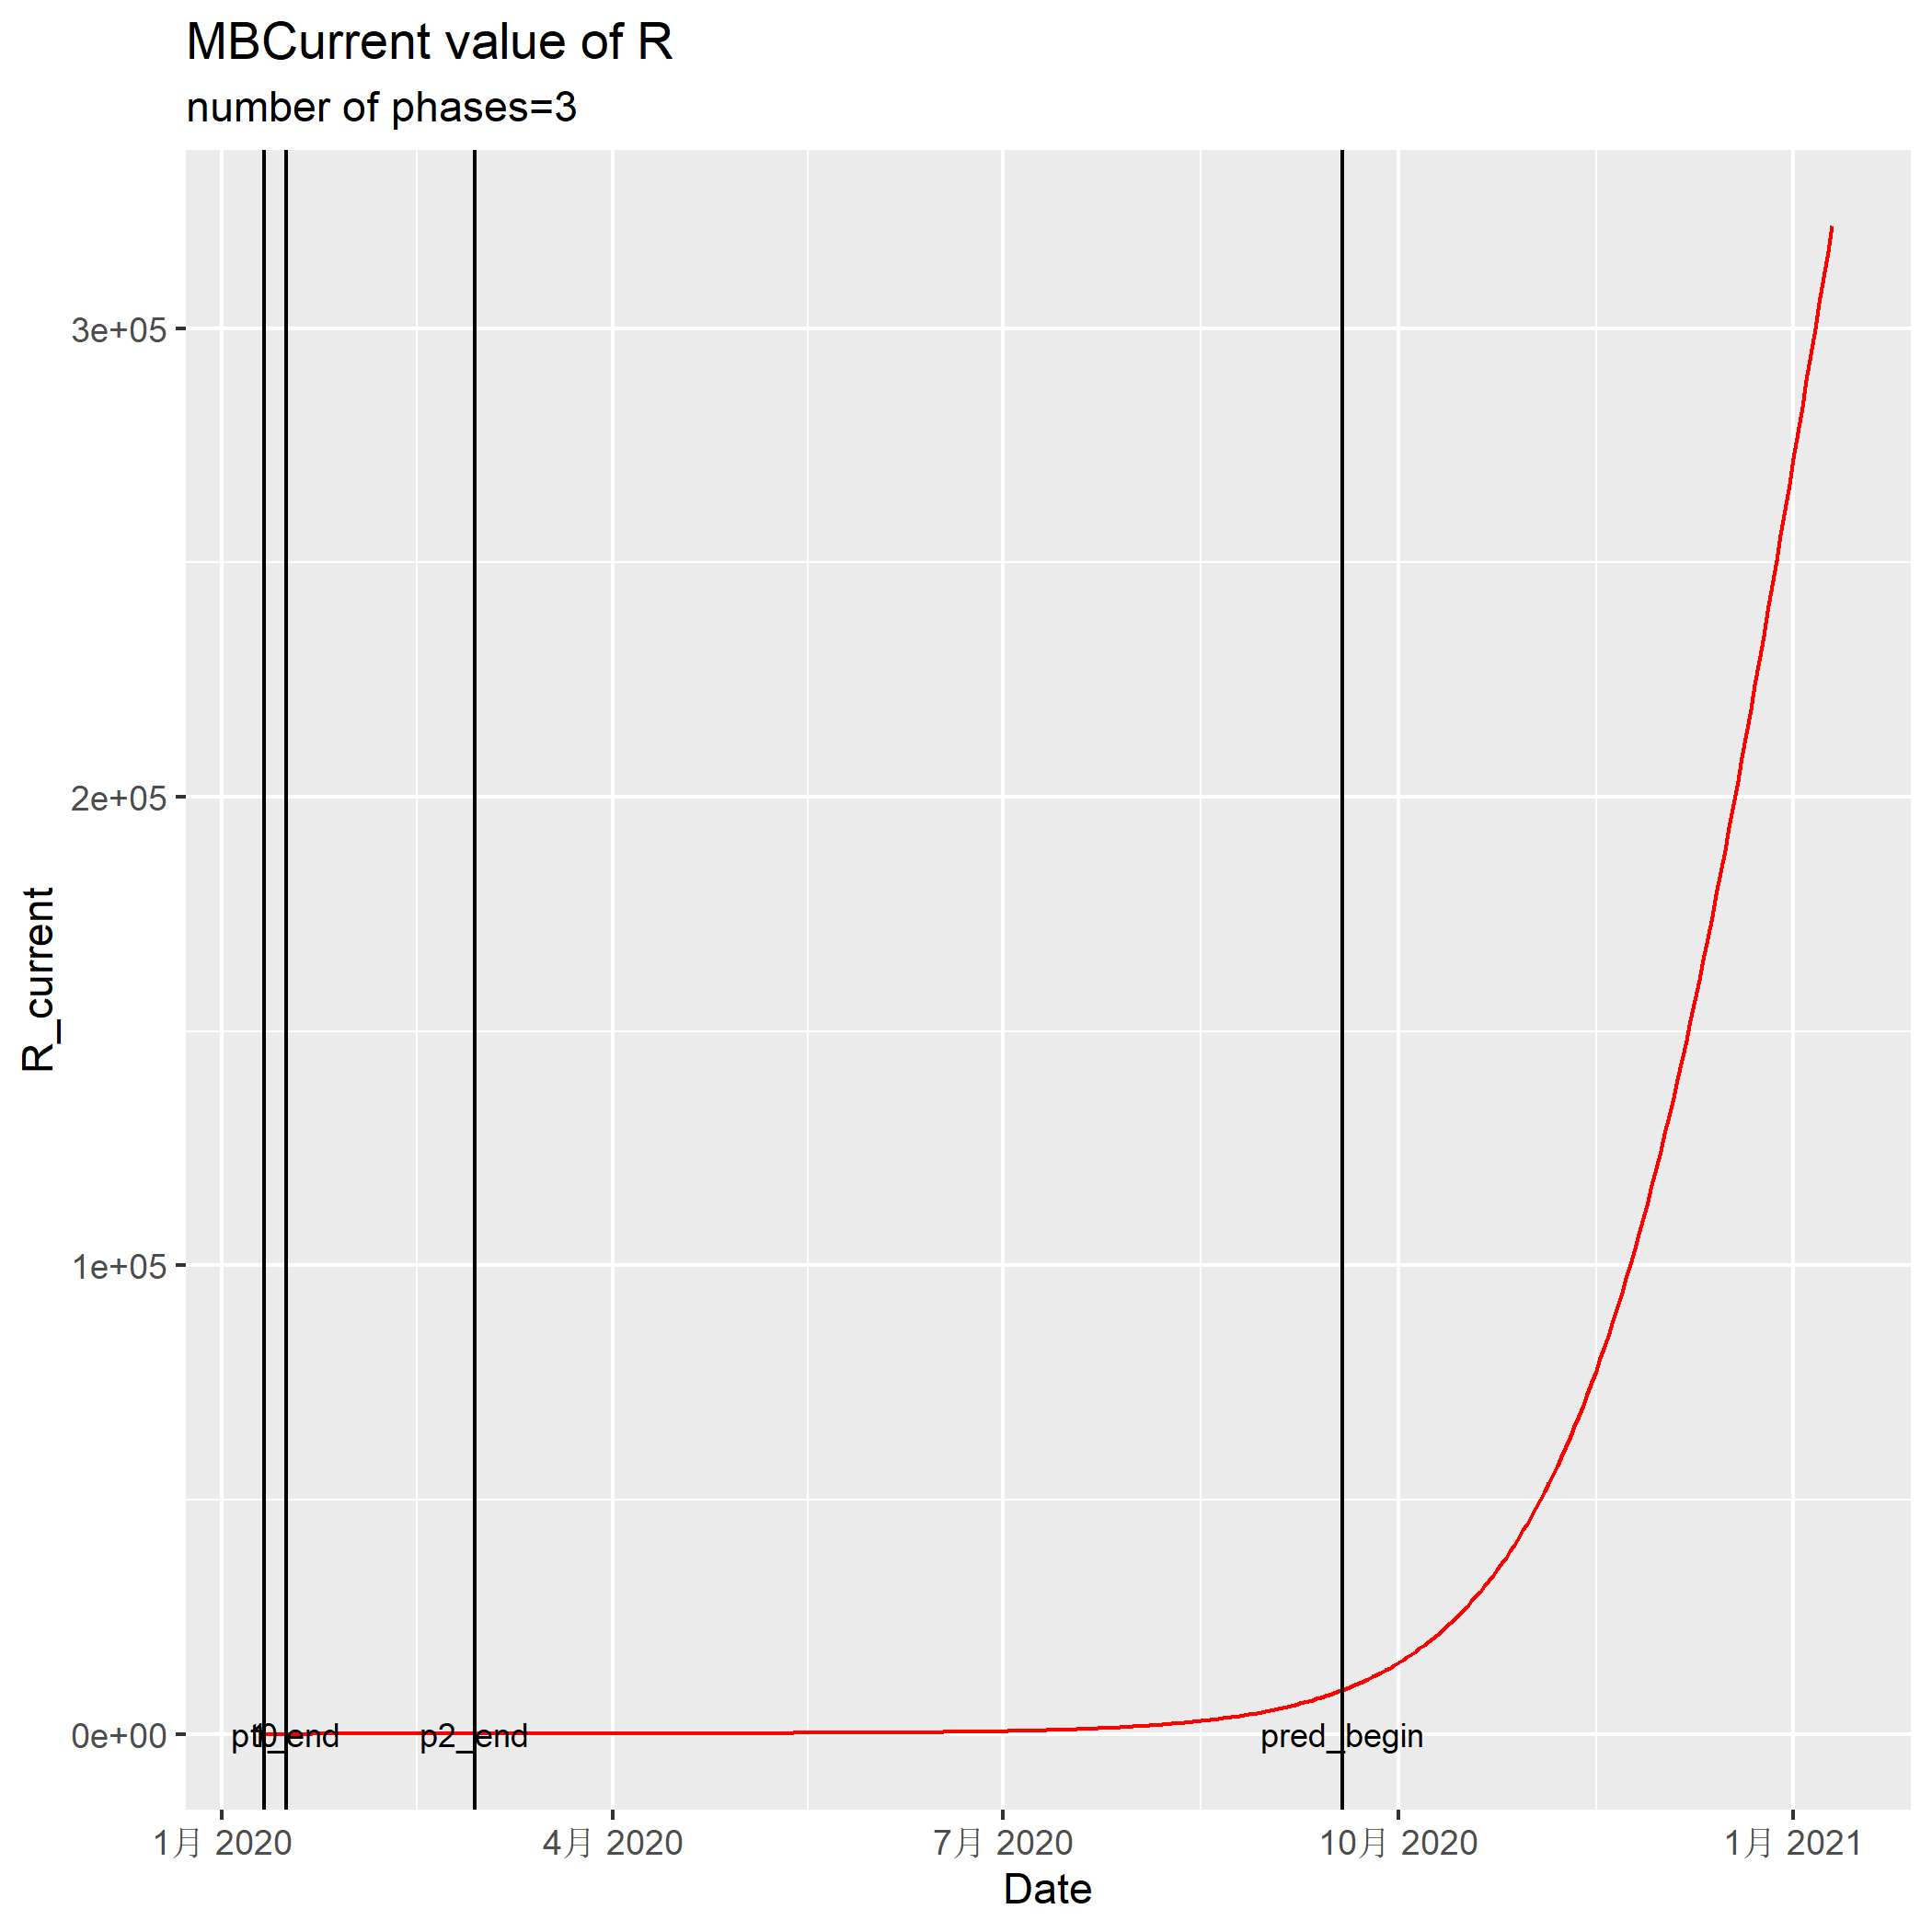 MBCurrent value of R
number of phases=3
R_current
3e+05
2e+05
1e+05
0e+00
p2_end
pred_begin
1月 2020
4月 2020
7月 2020
10月 2020
1月 2021
Date